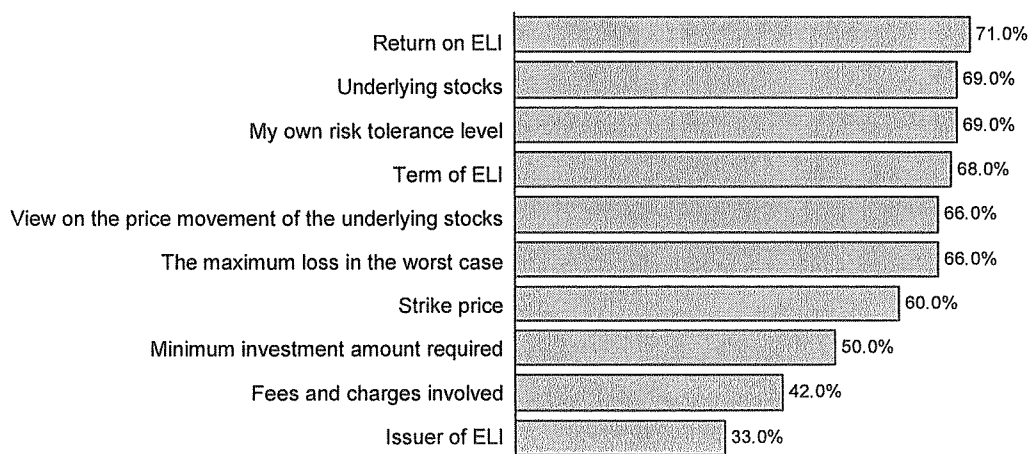 Return on ELI 71.0%
Underlying stocks 69.0%
My own risk tolerance level 69.0%
Term of ELI 68.0%
View on the price movement of the underlying stocks 66.0%
The maximum loss in the worst case 66.0%
Strike price 60.0%
Minimum investment amount required 50.0%
Fees and charges involved 42.0%
Issuer of ELI 33.0%